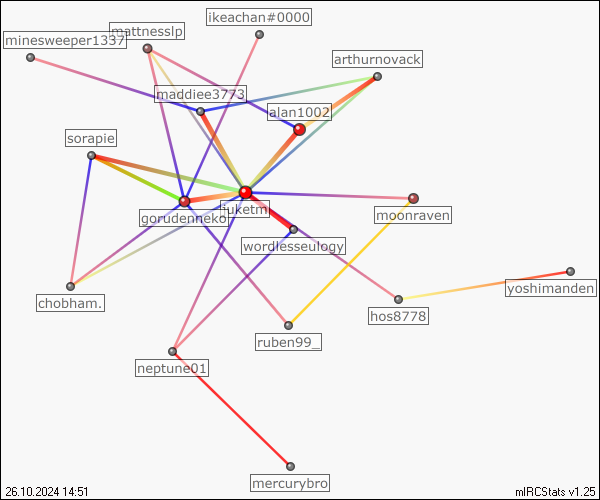 ikeachan#0000
mattnesslp
minesweeper1337
arthurnovack
maddiee3773
alan1002
sorapie
juketm
gorudenneko
moonraven
wordlesseulogy
yoshimanden
chobham.
hos8778
ruben99_
neptune01
mercurybro
26.10.2024 14:51
mIRCStats v1.25